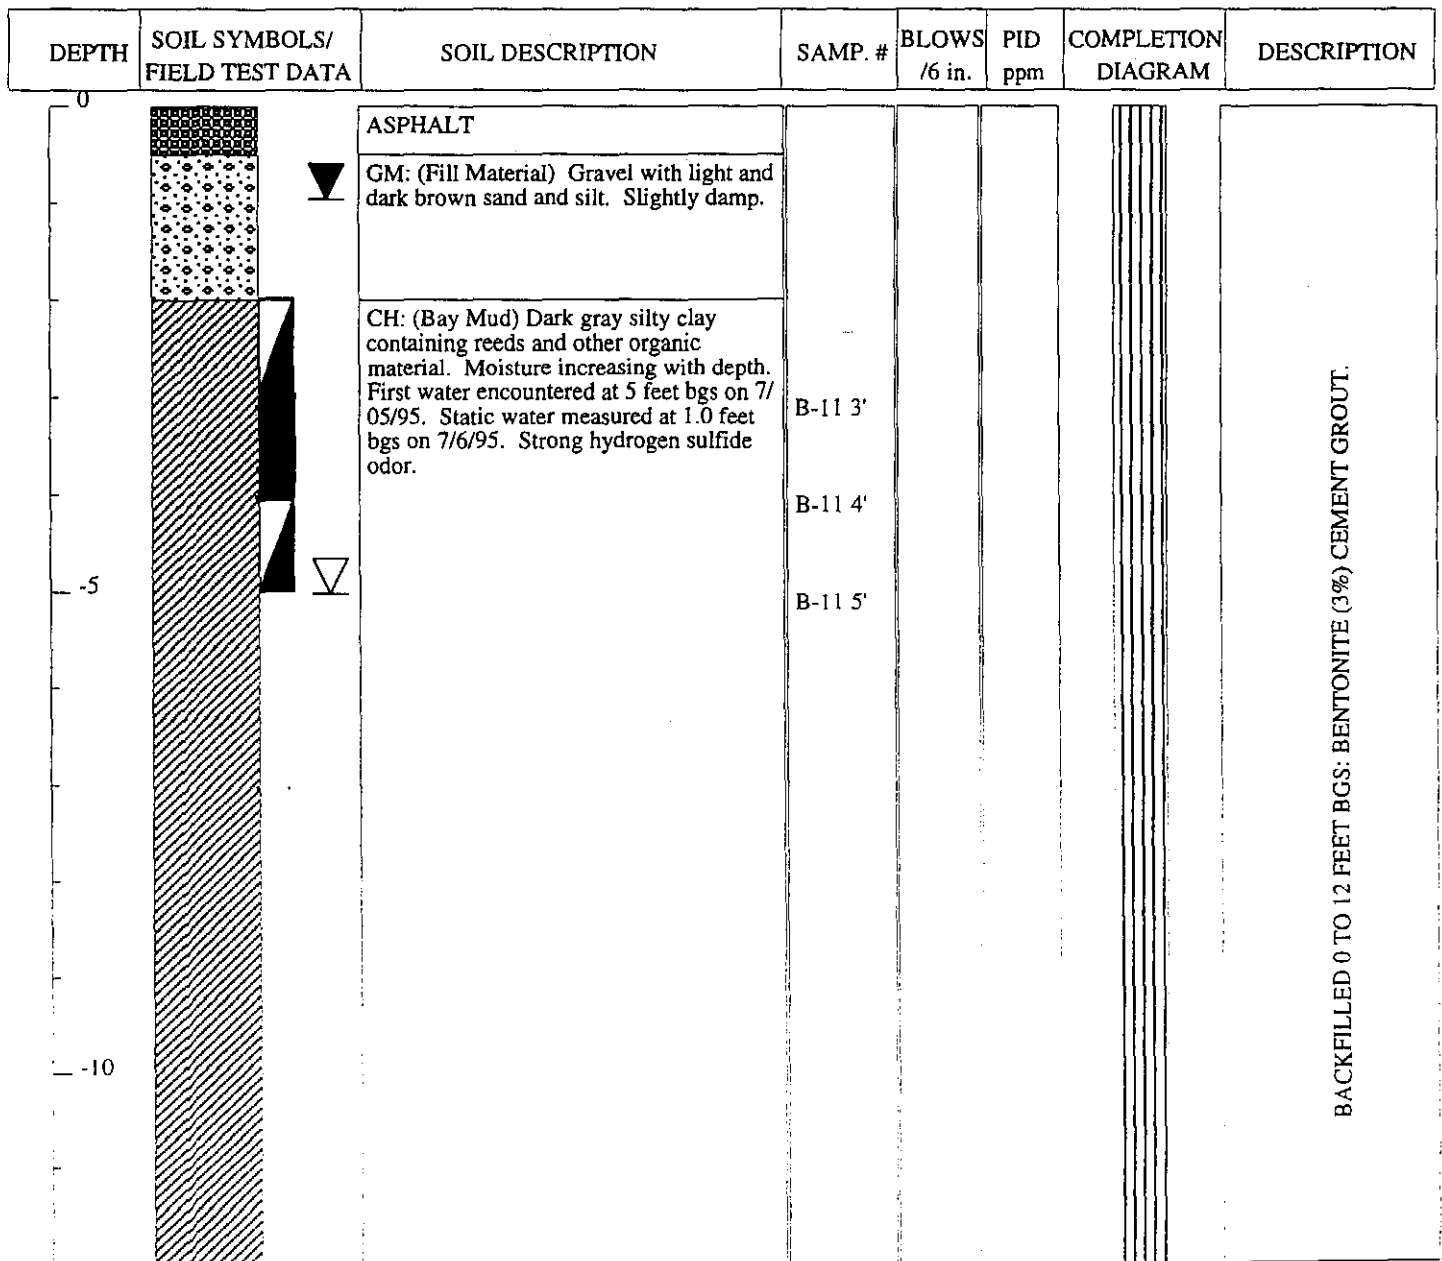 DEPTH
SOIL SYMBOLS/
FIELD TEST DATA
SOIL DESCRIPTION
SAMP. #
BLOWS
/6 in.
PID
ppm
COMPLETION
DIAGRAM
DESCRIPTION
0
ASPHALT
GM: (Fill Material) Gravel with light and
dark brown sand and silt. Slightly damp.
CH: (Bay Mud) Dark gray silty clay
containing reeds and other organic
material. Moisture increasing with depth.
First water encountered at 5 feet bgs on 7/
05/95. Static water measured at 1.0 feet
bgs on 7/6/95. Strong hydrogen sulfide
odor.
B-11 3'
B-11 4'
-5
B-11 5'
-10
BACKFILLED 0 TO 12 FEET BGS: BENTONITE (3%) CEMENT GROUT.